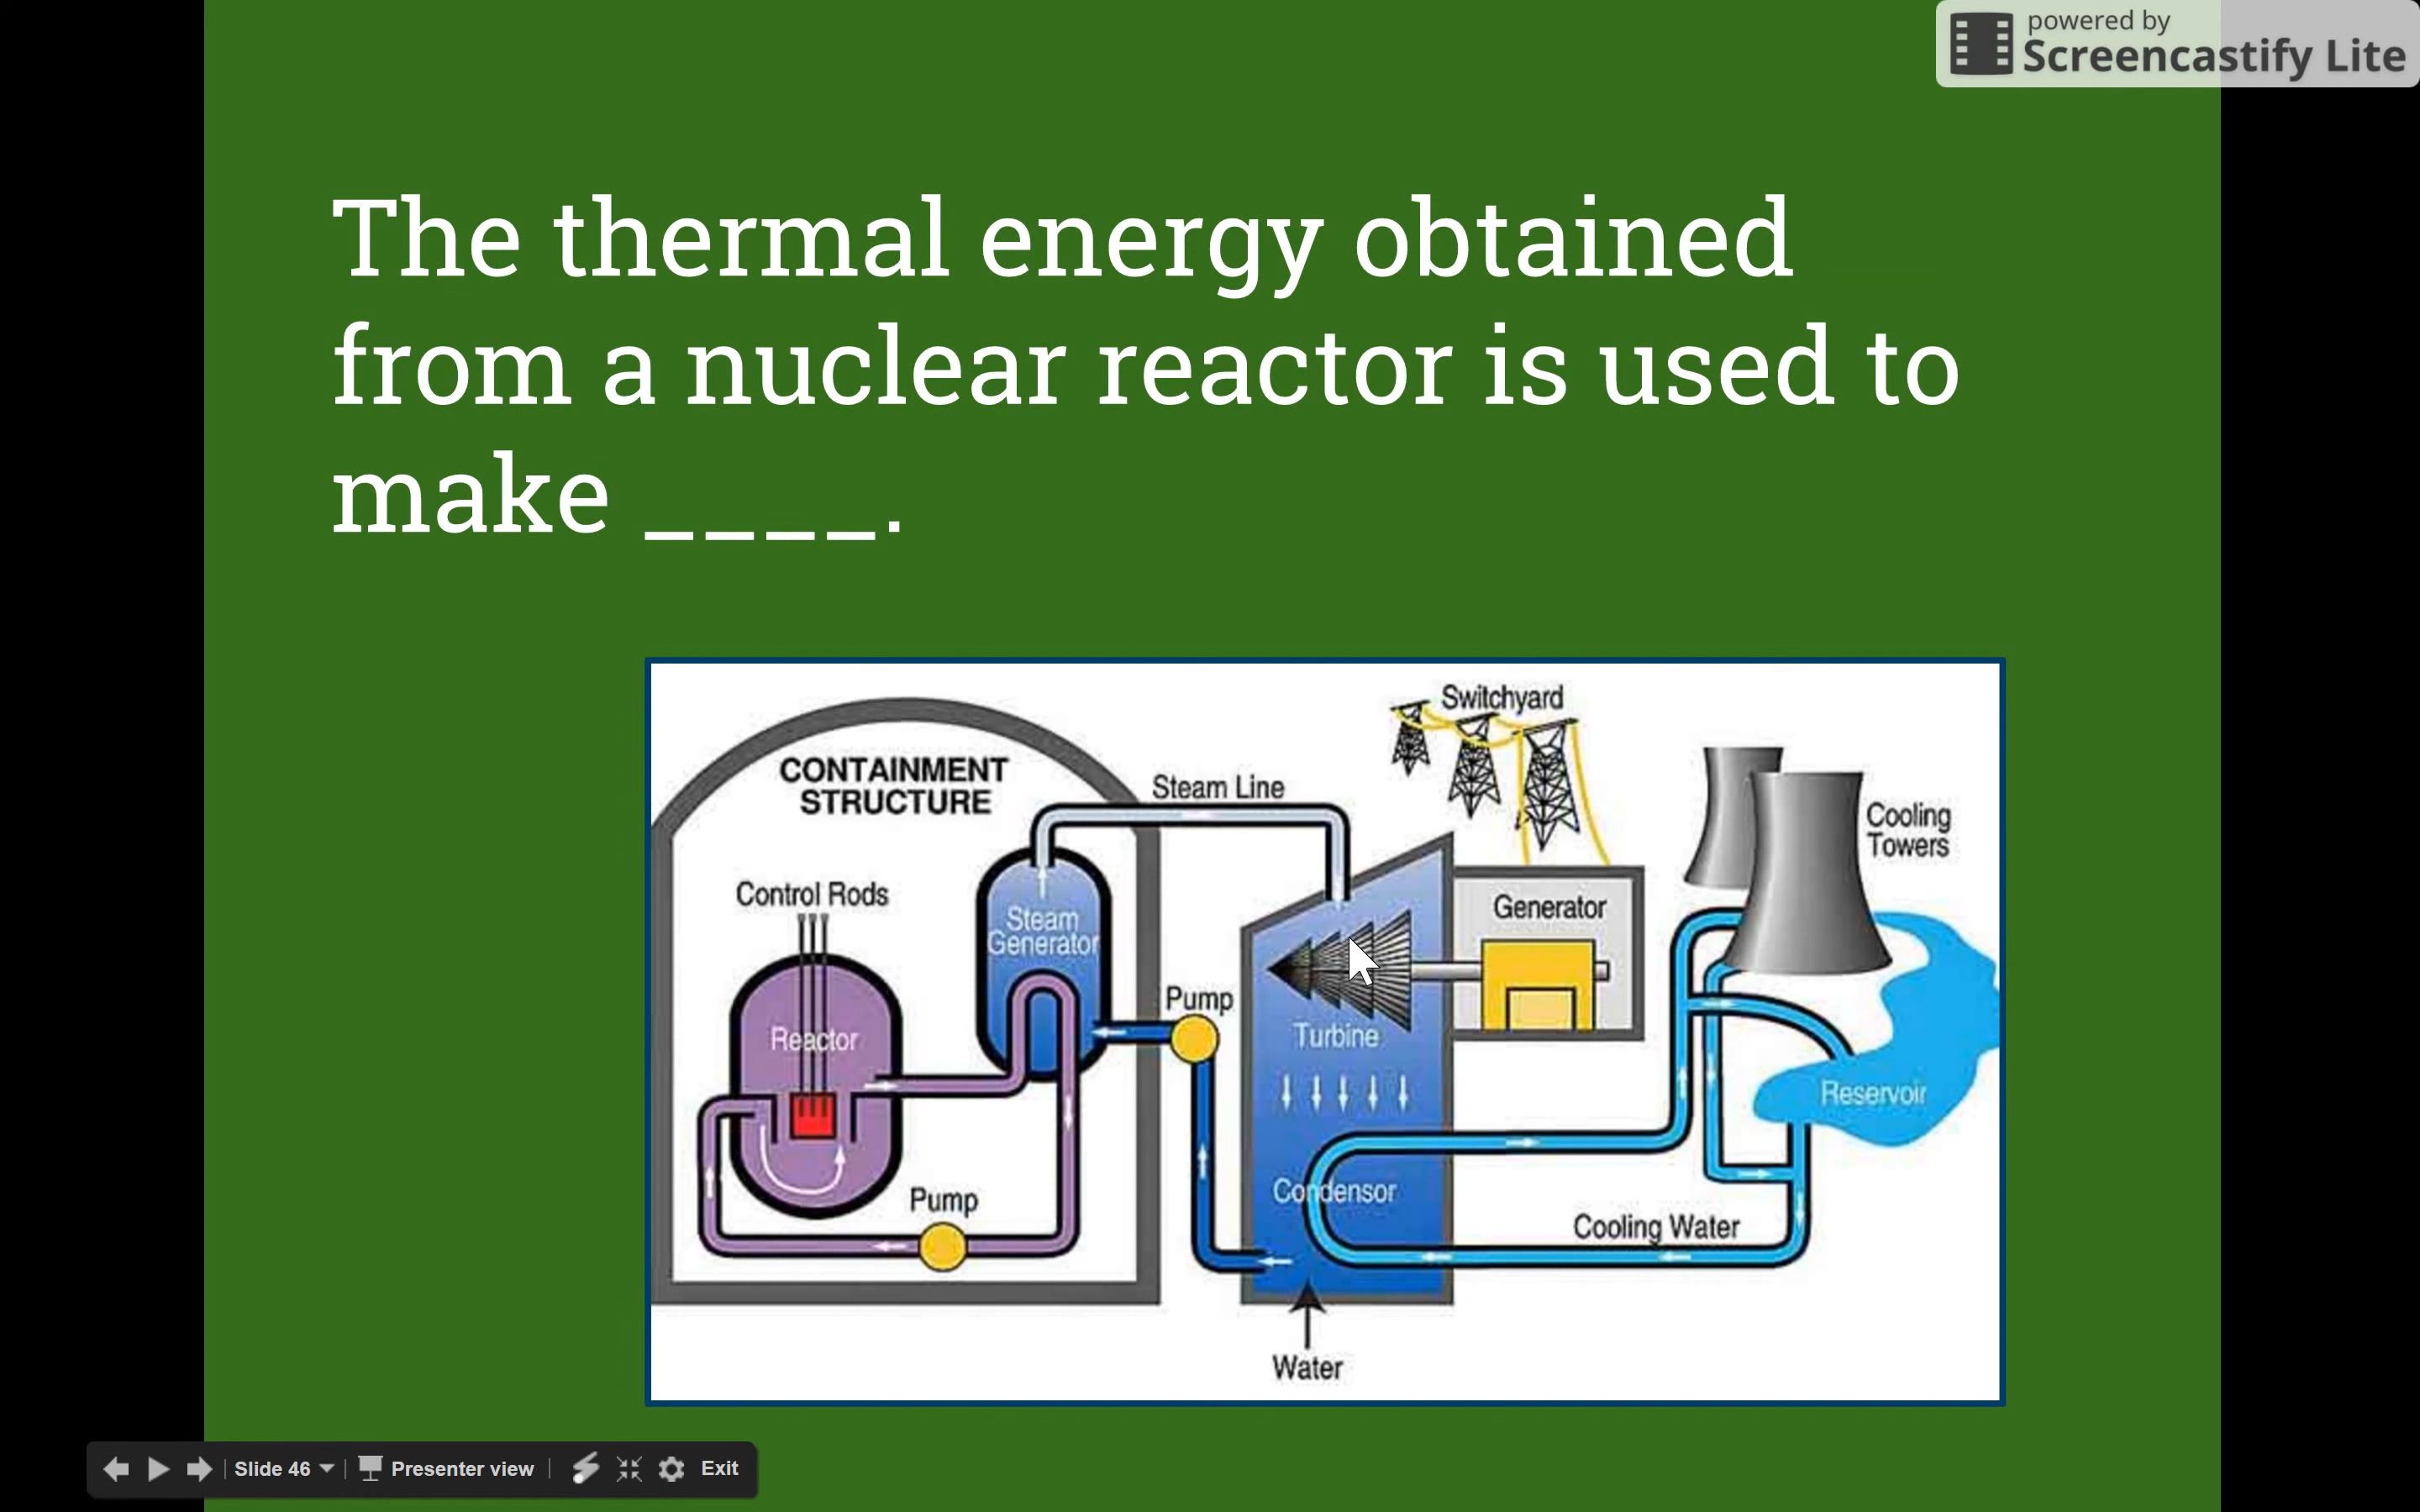 powered by
Screencastify Lite
The thermal energy obtained
from a nuclear reactor is used to
make ____.
Switchyard
CONTAINMENT
STRUCTURE
Steam Line
Cooling
Towers
Control Rods
Steam
Generator
Generator
Pump
Reactor
Turbine
Reservoir
Condensor
Pump
Cooling Water
Water
Slide 46
Presenter view
Exit